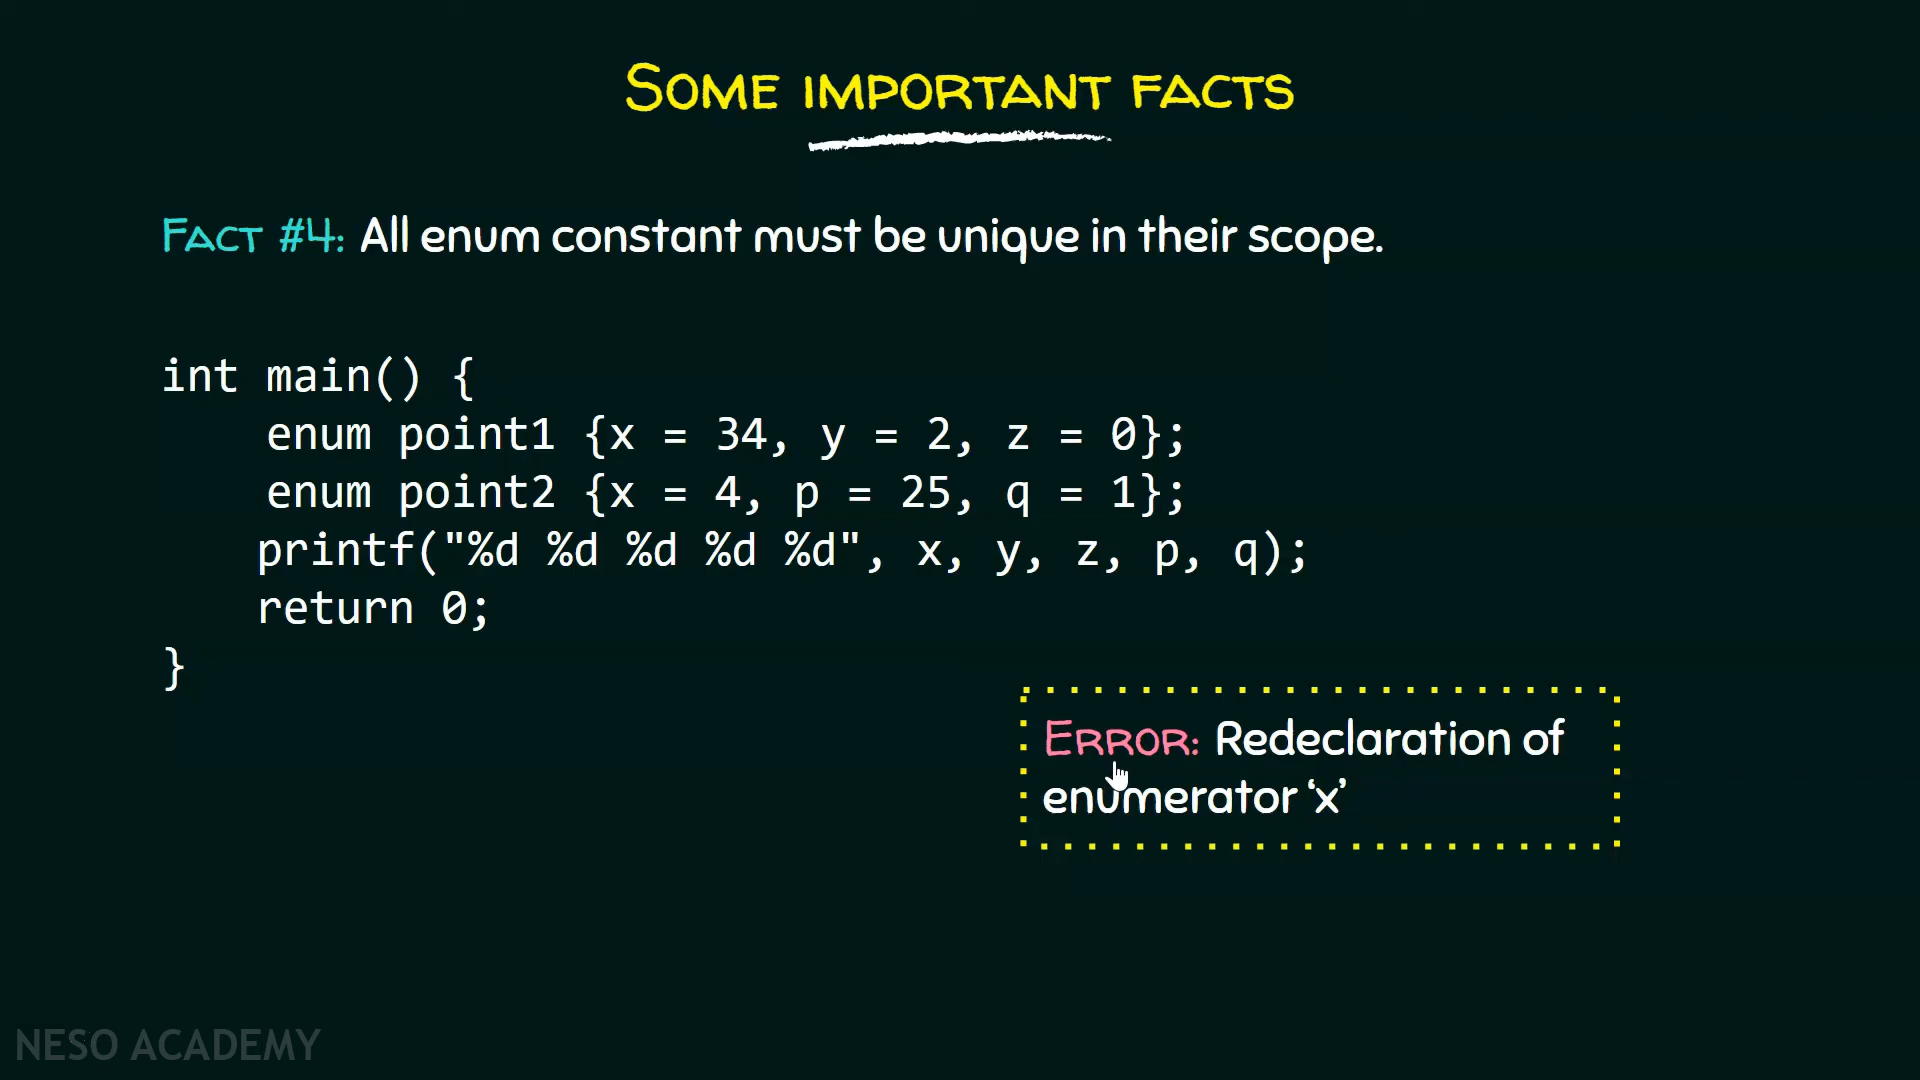 SOME IMPORTANT FACTS
FACT #4: All enum constant must be unique in their scope.
int main() {
enum point1 {x = 34, y = 2, z = 0};
enum point2 {x = 4, p = 25, q = 1};
printf("%d %d %d %d %d", x, y, z, p, q);
return 0;
}
ERROR: Redeclaration of
enumerator ‘x’
NESO ACADEMY